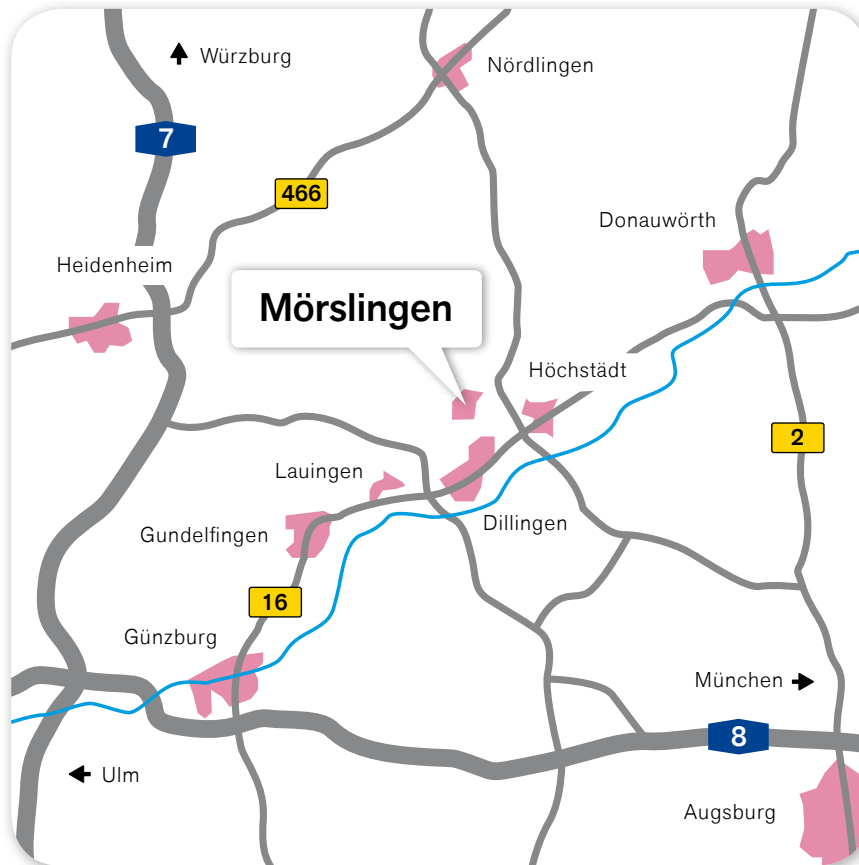 Würzburg
Nördlingen
7
466
Donauwörth
Heidenheim
Mörslingen
Höchstädt
2
Lauingen
Dillingen
Gundelfingen
16
Günzburg
München
8
Ulm
Augsburg